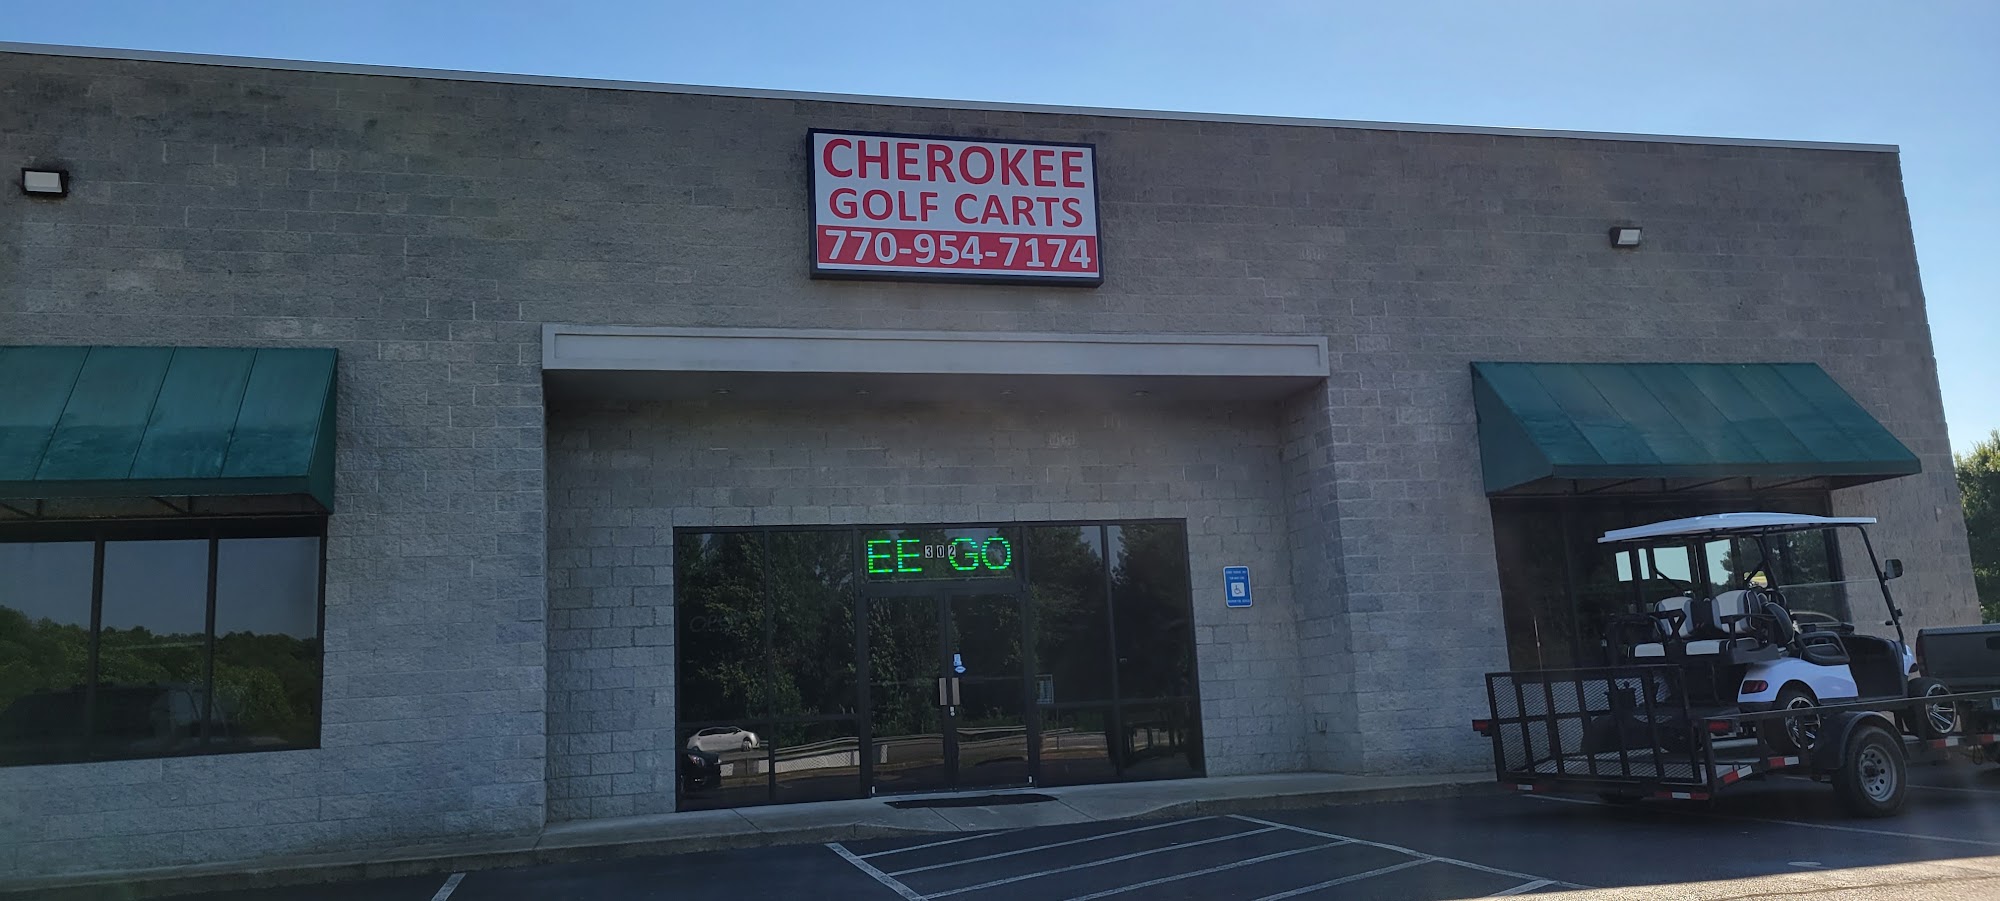 CHEROKEE
GOLF CARTS
770-954-7174
EE GO
302